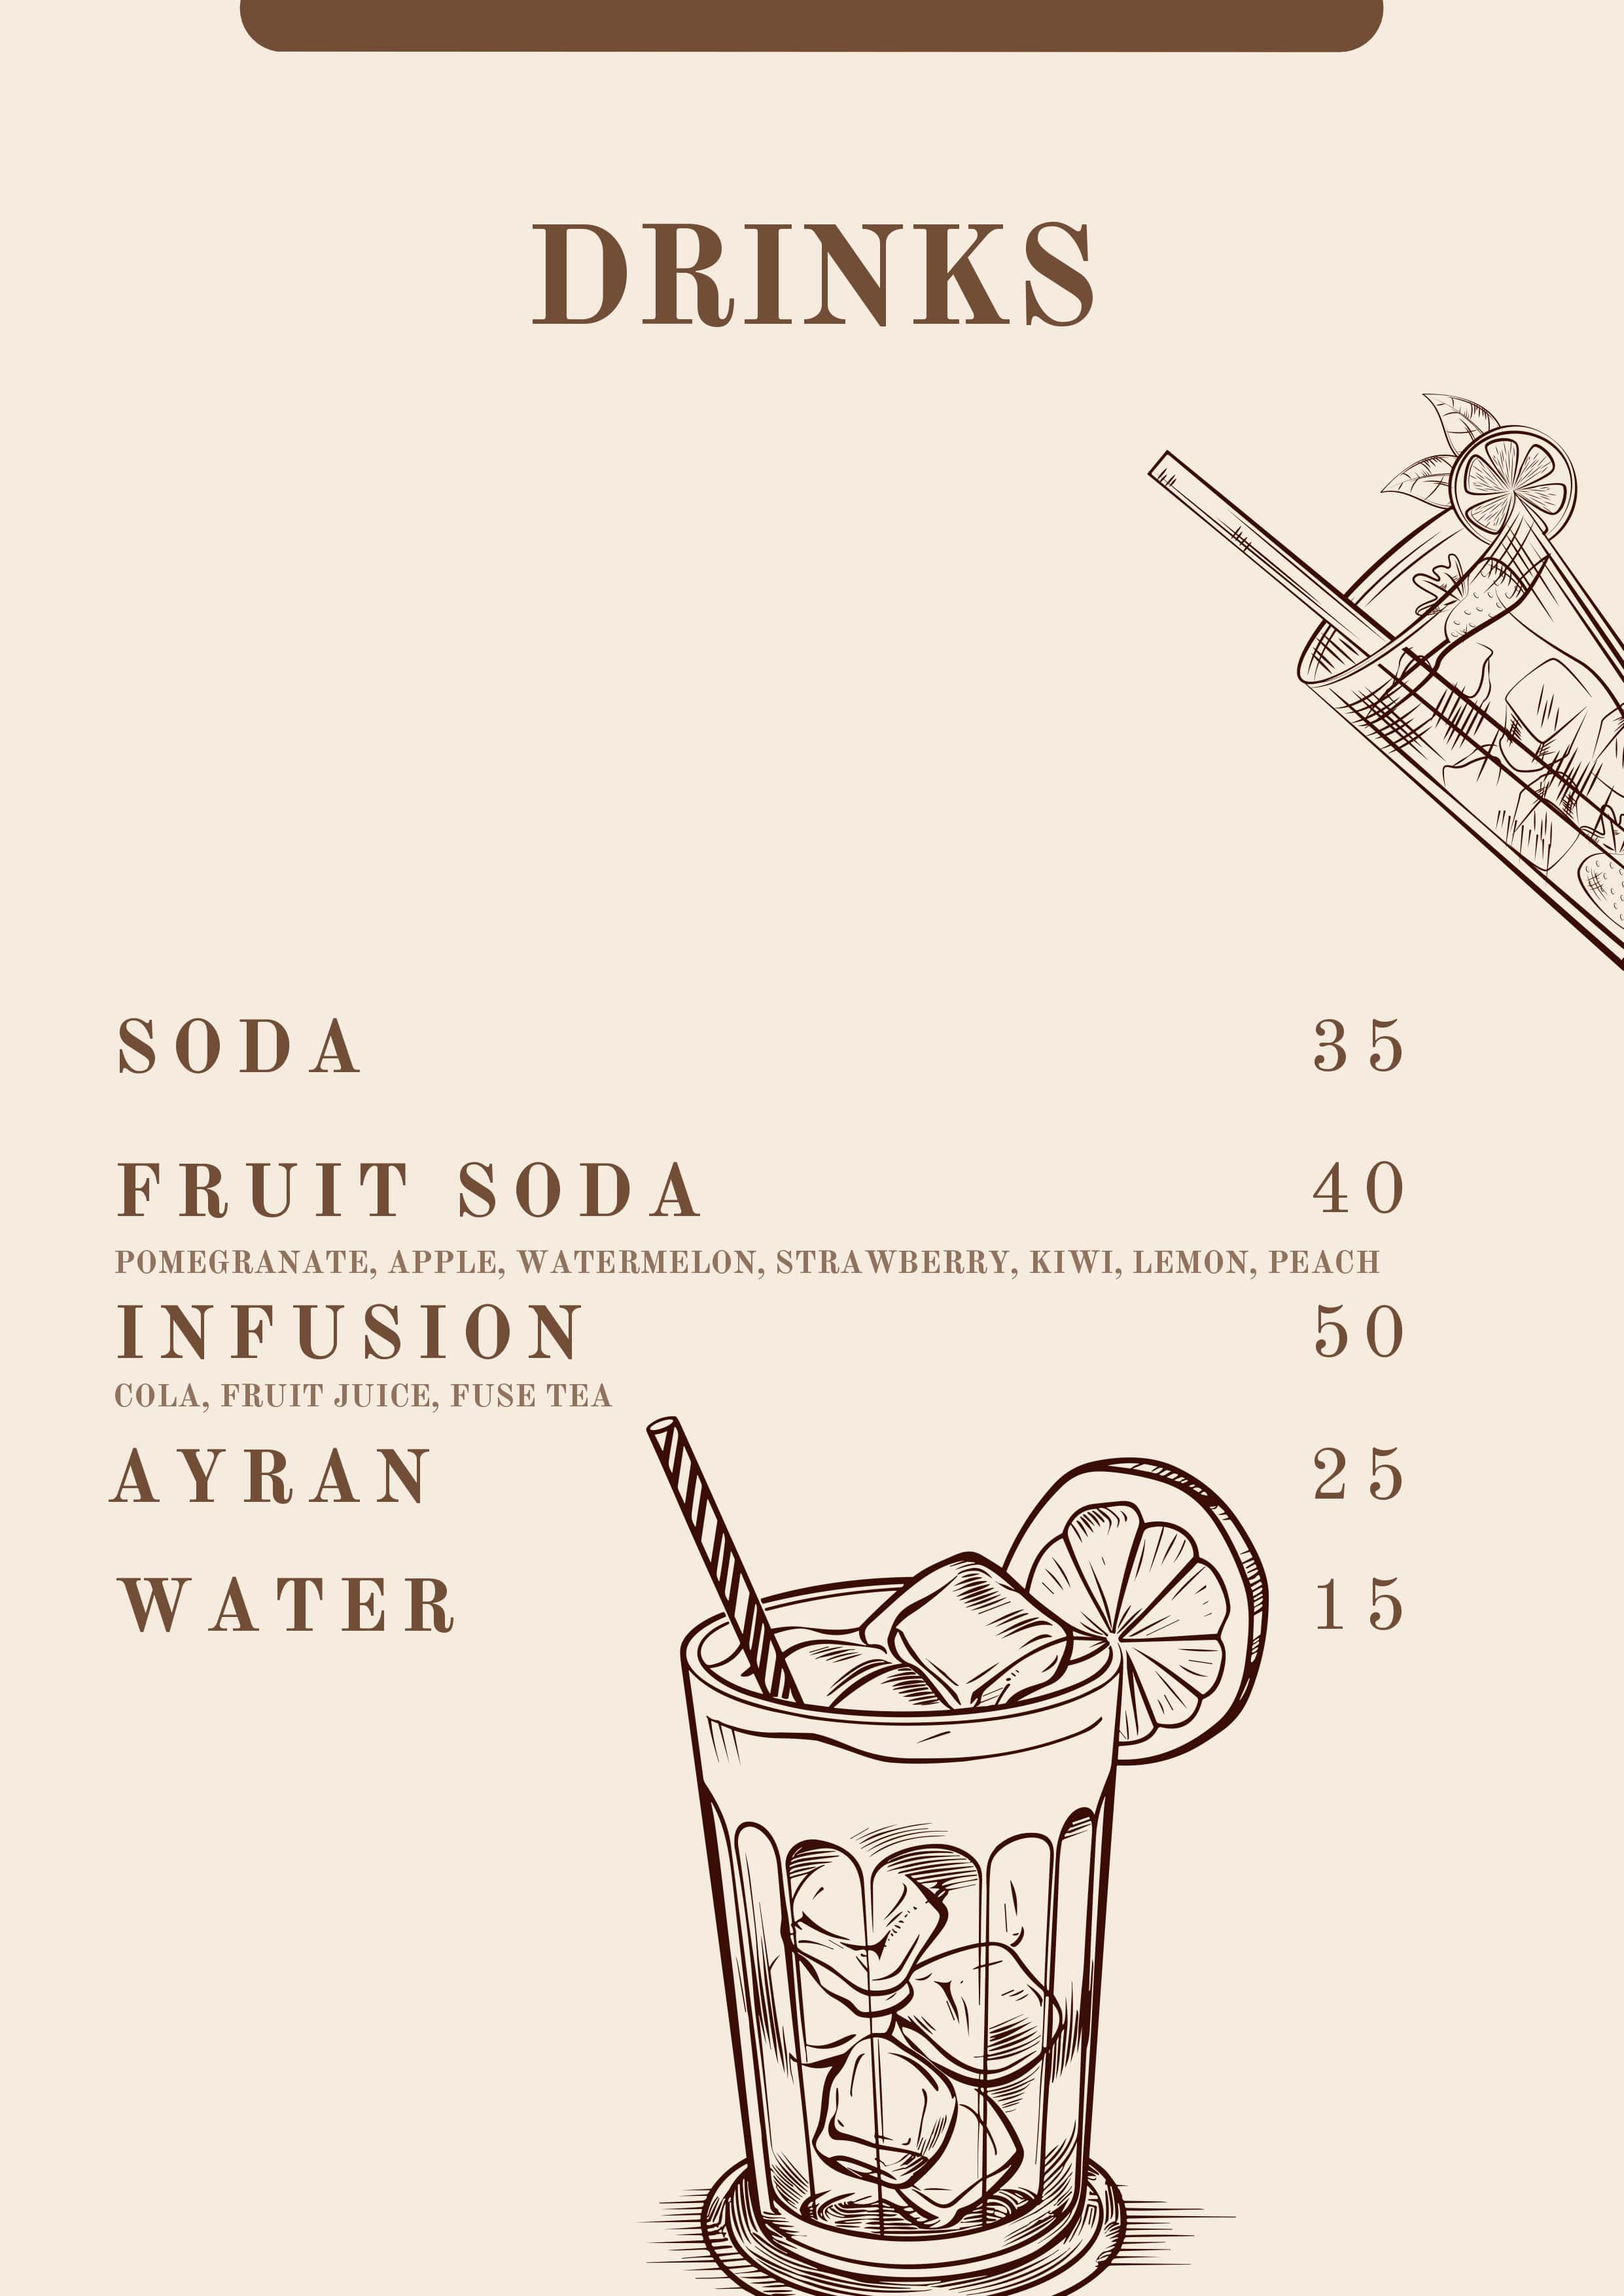 DRINKS
SODA 35
FRUIT SODA 40
POMEGRANATE, APPLE, WATERMELON, STRAWBERRY, KIWI, LEMON, PEACH
INFUSION 50
COLA, FRUIT JUICE, FUSE TEA
AYRAN 25
WATER 15